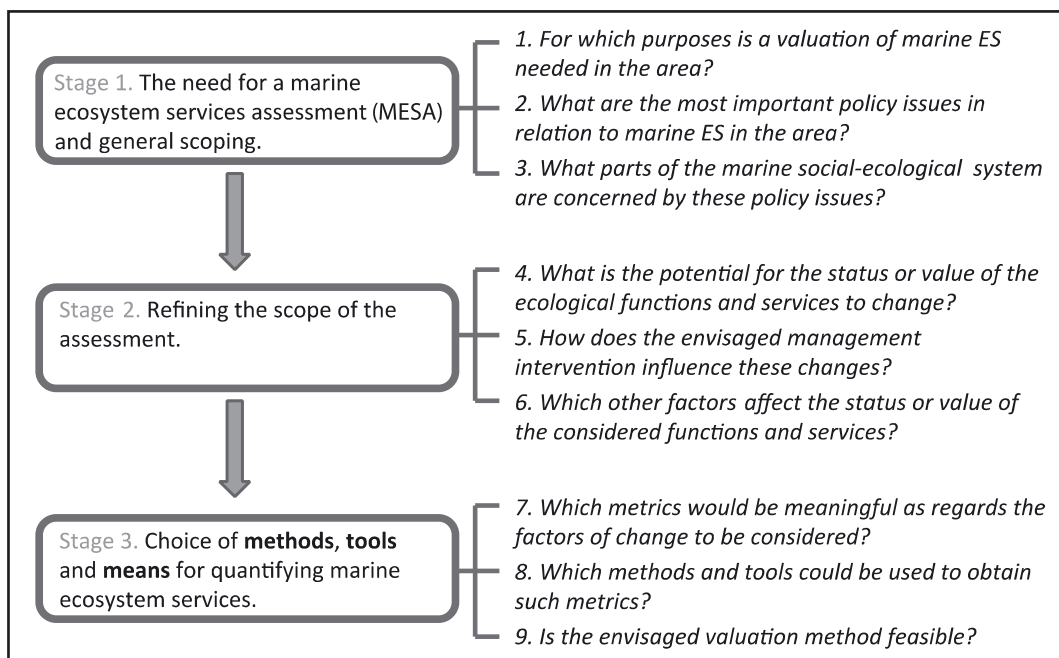 Stage 1. The need for a marine
ecosystem services assessment (MESA)
and general scoping.
1. For which purposes is a valuation of marine ES
needed in the area?
2. What are the most important policy issues in
relation to marine ES in the area?
3. What parts of the marine social-ecological system
are concerned by these policy issues?
Stage 2. Refining the scope of the
assessment.
4. What is the potential for the status or value of the
ecological functions and services to change?
5. How does the envisaged management
intervention influence these changes?
6. Which other factors affect the status or value of
the considered functions and services?
Stage 3. Choice of methods, tools
and means for quantifying marine
ecosystem services.
7. Which metrics would be meaningful as regards the
factors of change to be considered?
8. Which methods and tools could be used to obtain
such metrics?
9. Is the envisaged valuation method feasible?